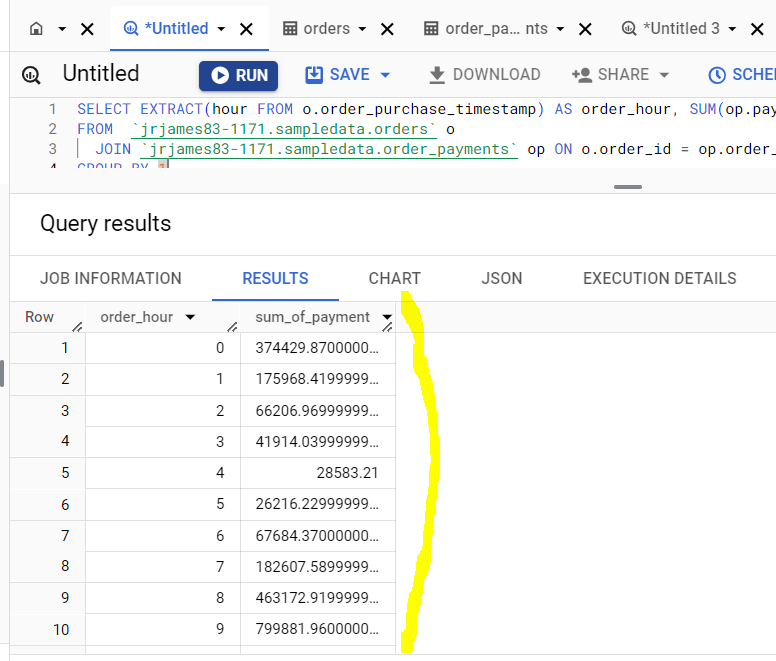 *Untitled orders order_pa... nts *Untitled 3
Untitled RUN SAVE DOWNLOAD SHARE SCHE
1 SELECT EXTRACT(hour FROM o.order_purchase_timestamp) AS order_hour, SUM(op.pay
2 FROM `jrjames83-1171.sampledata.orders` o
3 JOIN `jrjames83-1171.sampledata.order_payments` op ON o.order_id = op.order_
4 GROUP BY 1
Query results
JOB INFORMATION RESULTS CHART JSON EXECUTION DETAILS
Row order_hour sum_of_payment
1 0 374429.8700000...
2 1 175968.4199999...
3 2 66206.96999999...
4 3 41914.03999999...
5 4 28583.21
6 5 26216.22999999...
7 6 67684.37000000...
8 7 182607.5899999...
9 8 463172.9199999...
10 9 799881.9600000...